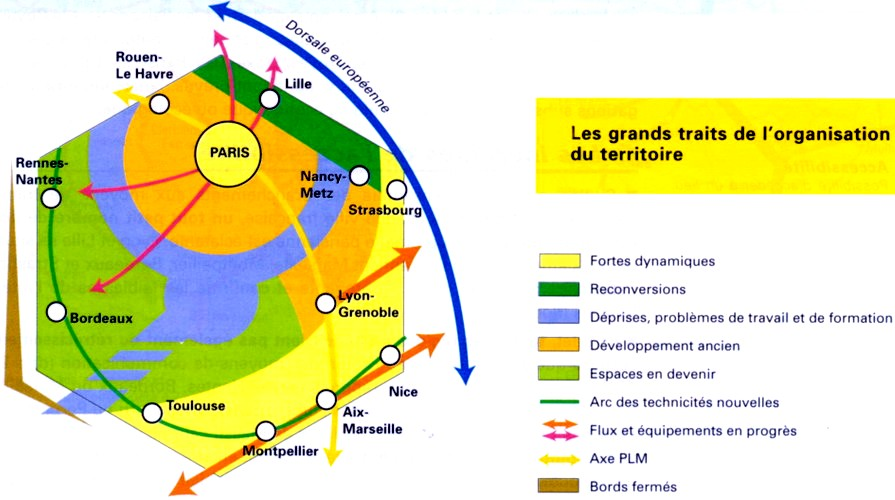 Dorsale européenne
Rouen-
Le Havre
Lille
PARIS
Rennes-
Nantes
Nancy-
Metz
Strasbourg
Lyon-
Grenoble
Bordeaux
Nice
Toulouse
Aix-
Marseille
Montpellier
Les grands traits de l'organisation
du territoire
Fortes dynamiques
Reconversions
Déprises, problèmes de travail et de formation
Développement ancien
Espaces en devenir
Arc des technicités nouvelles
Flux et équipements en progrès
Axe PLM
Bords fermés